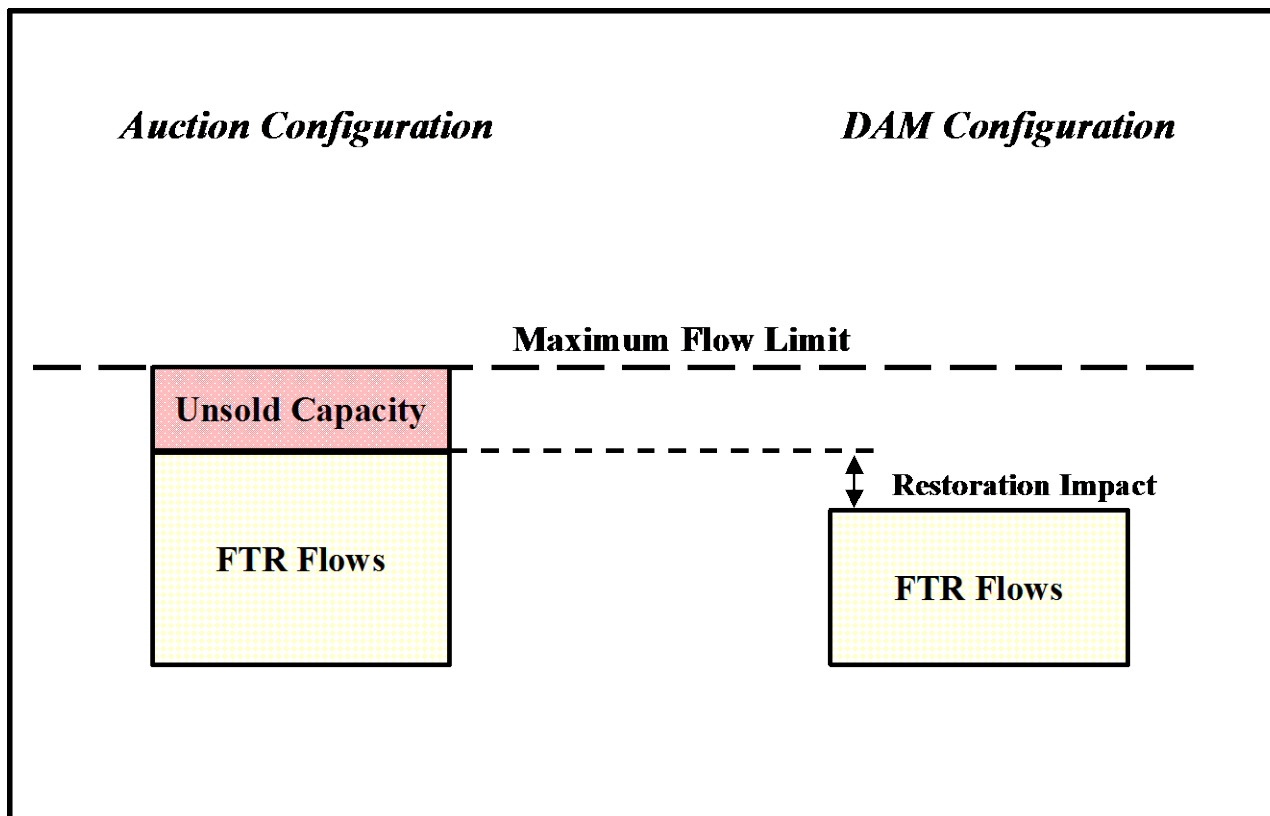 Auction Configuration
DAM Configuration
Maximum Flow Limit
Unsold Capacity
Restoration Impact
FTR Flows
FTR Flows